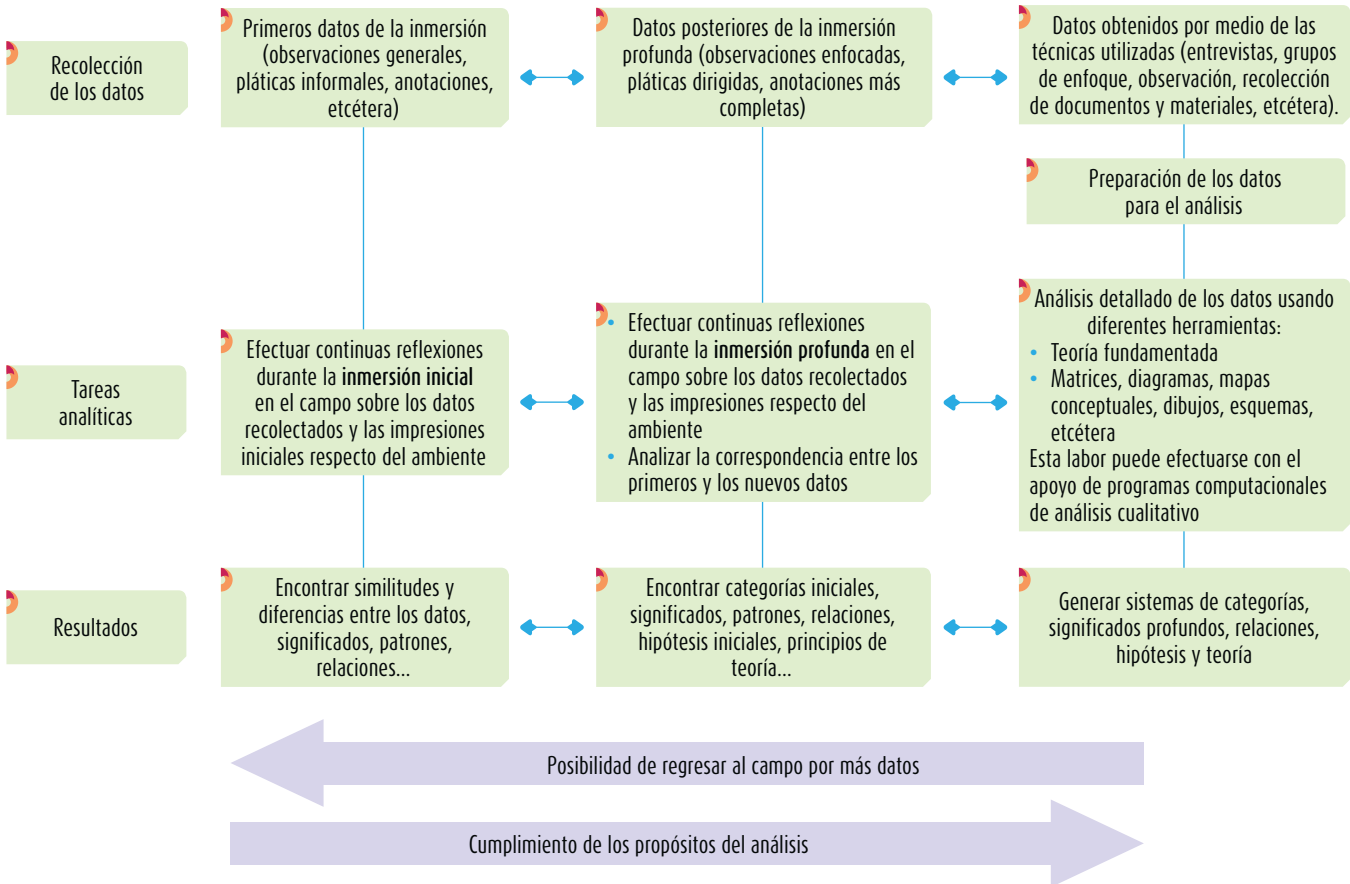 Recolección
de los datos
Primeros datos de la inmersión
(observaciones generales,
pláticas informales, anotaciones,
etcétera)
Datos posteriores de la inmersión
profunda (observaciones enfocadas,
pláticas dirigidas, anotaciones más
completas)
Datos obtenidos por medio de las
técnicas utilizadas (entrevistas, grupos
de enfoque, observación, recolección
de documentos y materiales, etcétera).
Preparación de los datos
para el análisis
Tareas
analíticas
Efectuar continuas reflexiones
durante la inmersión inicial
en el campo sobre los datos
recolectados y las impresiones
iniciales respecto del ambiente
• Efectuar continuas reflexiones
durante la inmersión profunda en el
campo sobre los datos recolectados
y las impresiones respecto del
ambiente
• Analizar la correspondencia entre los
primeros y los nuevos datos
Análisis detallado de los datos usando
diferentes herramientas:
• Teoría fundamentada
• Matrices, diagramas, mapas
conceptuales, dibujos, esquemas,
etcétera
Esta labor puede efectuarse con el
apoyo de programas computacionales
de análisis cualitativo
Resultados
Encontrar similitudes y
diferencias entre los datos,
significados, patrones,
relaciones...
Encontrar categorías iniciales,
significados, patrones, relaciones,
hipótesis iniciales, principios de
teoría...
Generar sistemas de categorías,
significados profundos, relaciones,
hipótesis y teoría
Posibilidad de regresar al campo por más datos
Cumplimiento de los propósitos del análisis